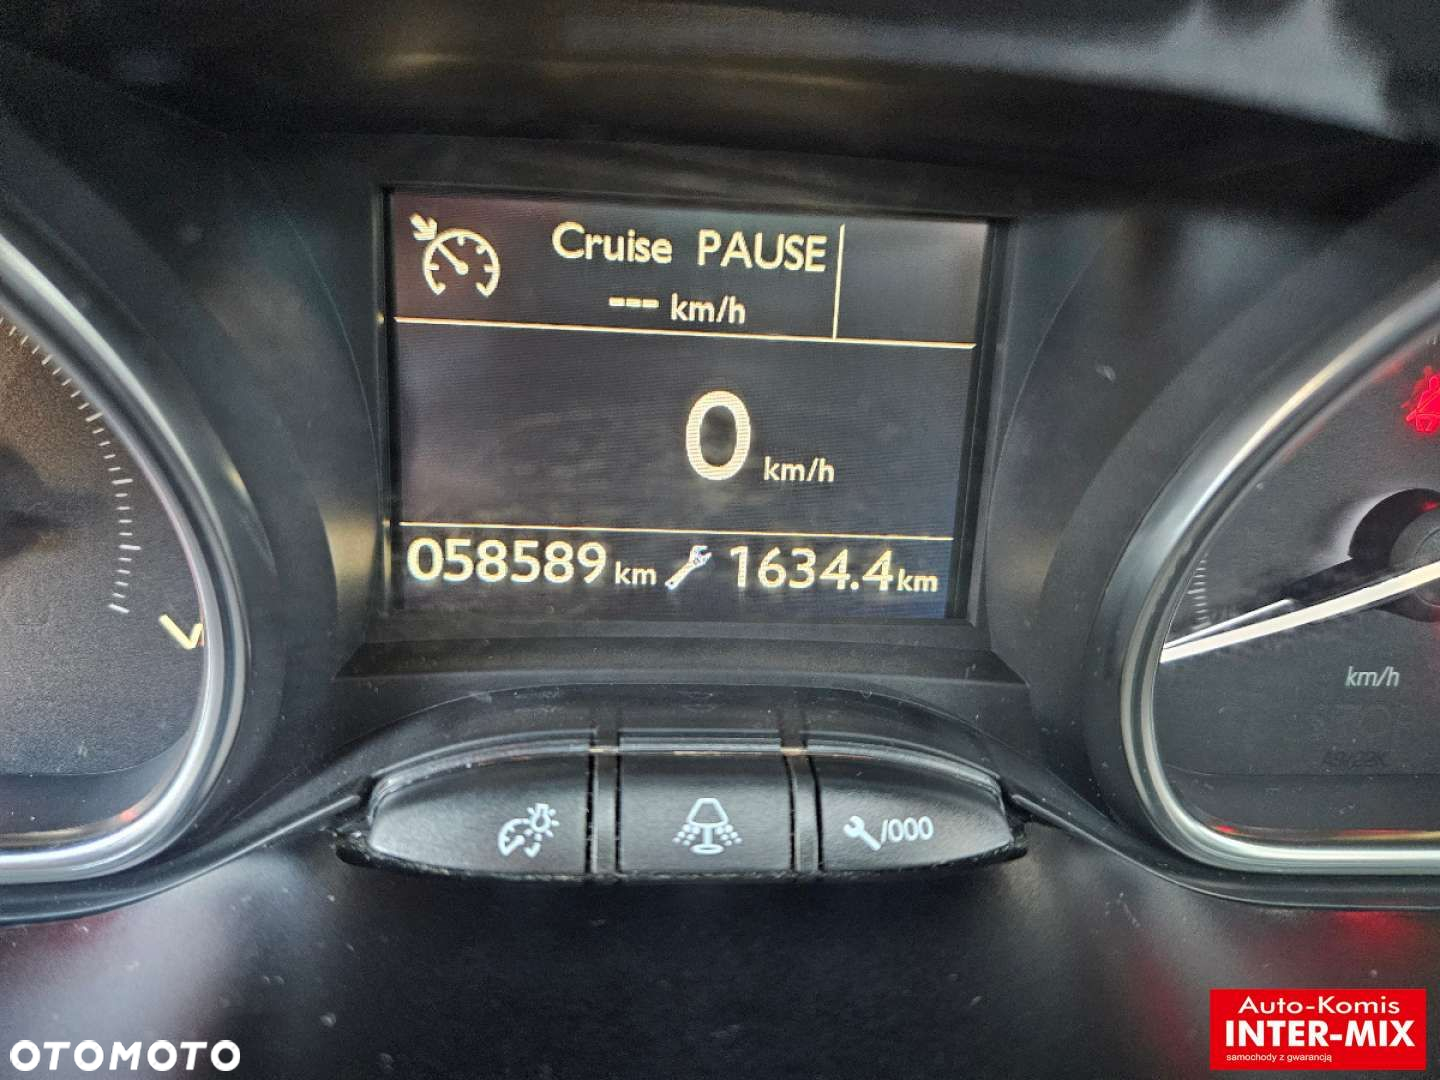 Cruise PAUSE
--- km/h
0 km/h
058589 km 1634.4 km
km/h
/000
OTOMOTO
Auto-Komis
INTER-MIX
samochody z gwarancją